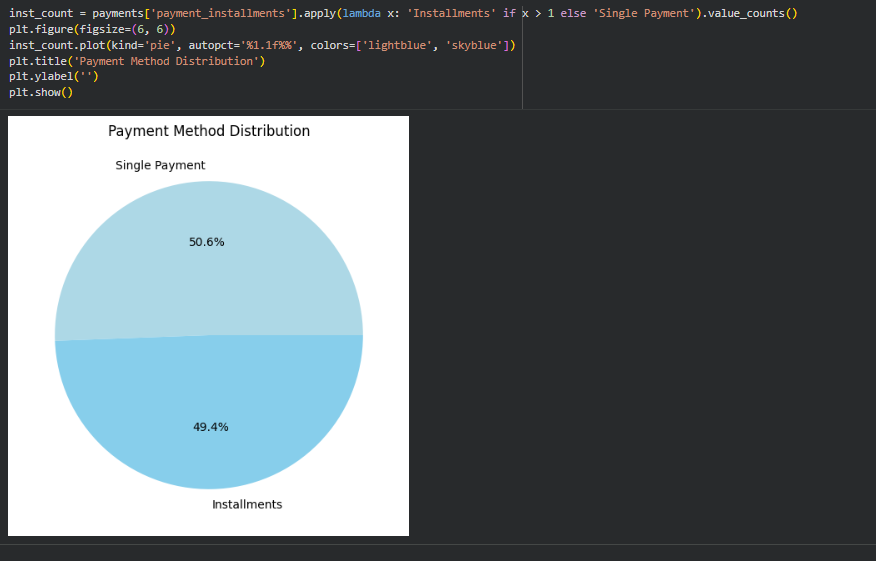 inst_count = payments['payment_installments'].apply(lambda x: 'Installments' if x > 1 else 'Single Payment').value_counts()
plt.figure(figsize=(6, 6))
inst_count.plot(kind='pie', autopct='%1.1f%%', colors=['lightblue', 'skyblue'])
plt.title('Payment Method Distribution')
plt.ylabel('')
plt.show()
Payment Method Distribution
Single Payment
50.6%
49.4%
Installments